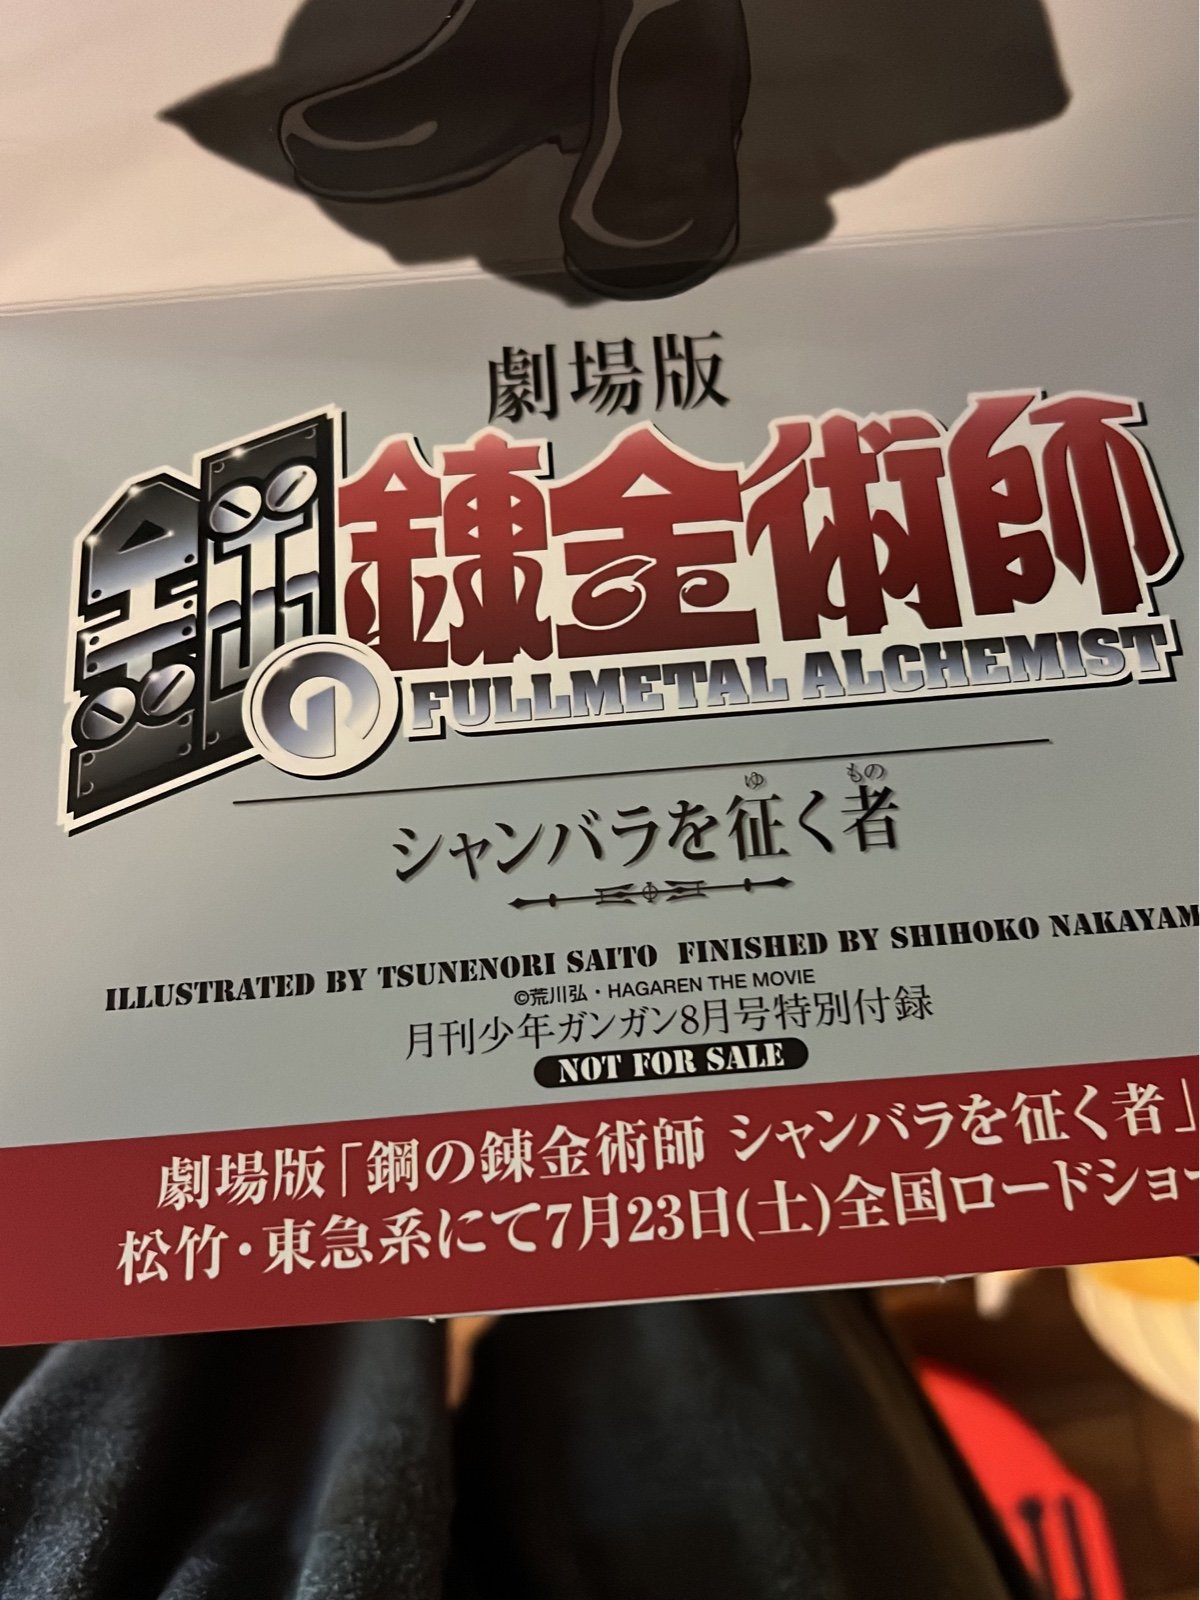 劇場版
鋼の錬金術師
FULLMETAL ALCHEMIST
シャンバラを征く者
ゆ もの
ILLUSTRATED BY TSUNENORI SAITO FINISHED BY SHIHOKO NAKAYAM
©荒川弘・HAGAREN THE MOVIE
月刊少年ガンガン8月号特別付録
NOT FOR SALE
劇場版「鋼の錬金術師 シャンバラを征く者」
松竹・東急系にて7月23日(土)全国ロードショー